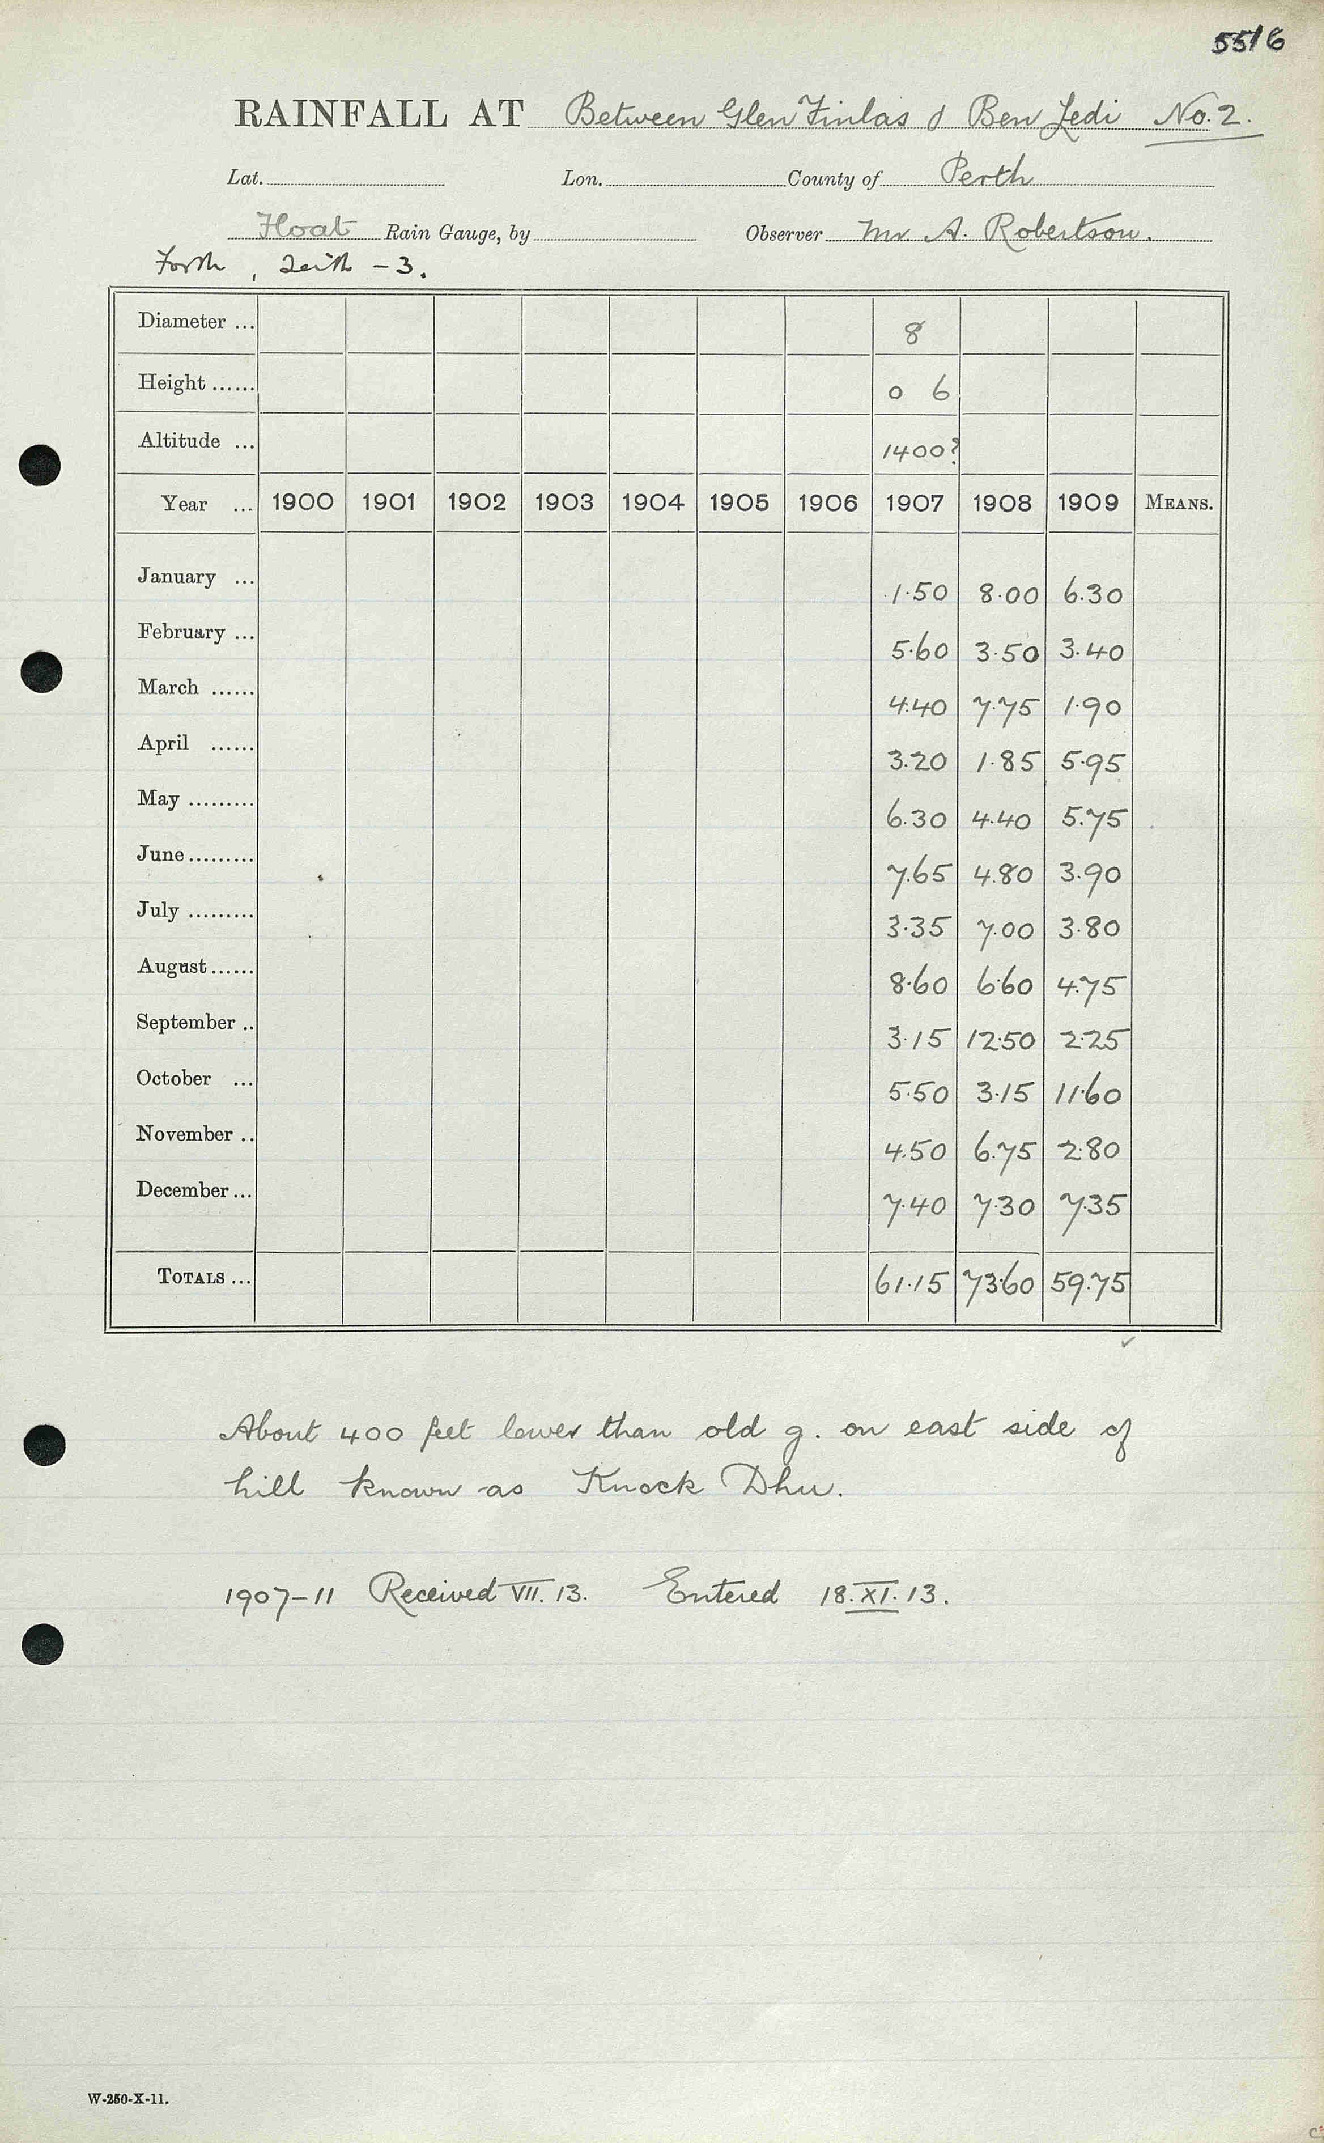 5516
RAINFALL AT Between Glen Finlas & Ben Ledi No. 2.
Lat. Lon. County of Perth
Float Rain Gauge, by Observer Mr A. Robertson.
Forth, Teith - 3.
Diameter ... 8
Height ...... 0 6
Altitude ... 1400?
Year ... 1900 1901 1902 1903 1904 1905 1906 1907 1908 1909 MEANS.
January ... 1.50 8.00 6.30
February ... 5.60 3.50 3.40
March ...... 4.40 7.75 1.90
April ...... 3.20 1.85 5.95
May ......... 6.30 4.40 5.75
June ......... 7.65 4.80 3.90
July ......... 3.35 7.00 3.80
August ...... 8.60 6.60 4.75
September .. 3.15 12.50 2.25
October ... 5.50 3.15 11.60
November .. 4.50 6.75 2.80
December ... 7.40 7.30 7.35
TOTALS ... 61.15 73.60 59.75
About 400 feet lower than old g. on east side of
hill known as Knock Dhu.
1907-11 Received VII. 13. Entered 18. XI. 13.
W-250-X-11.